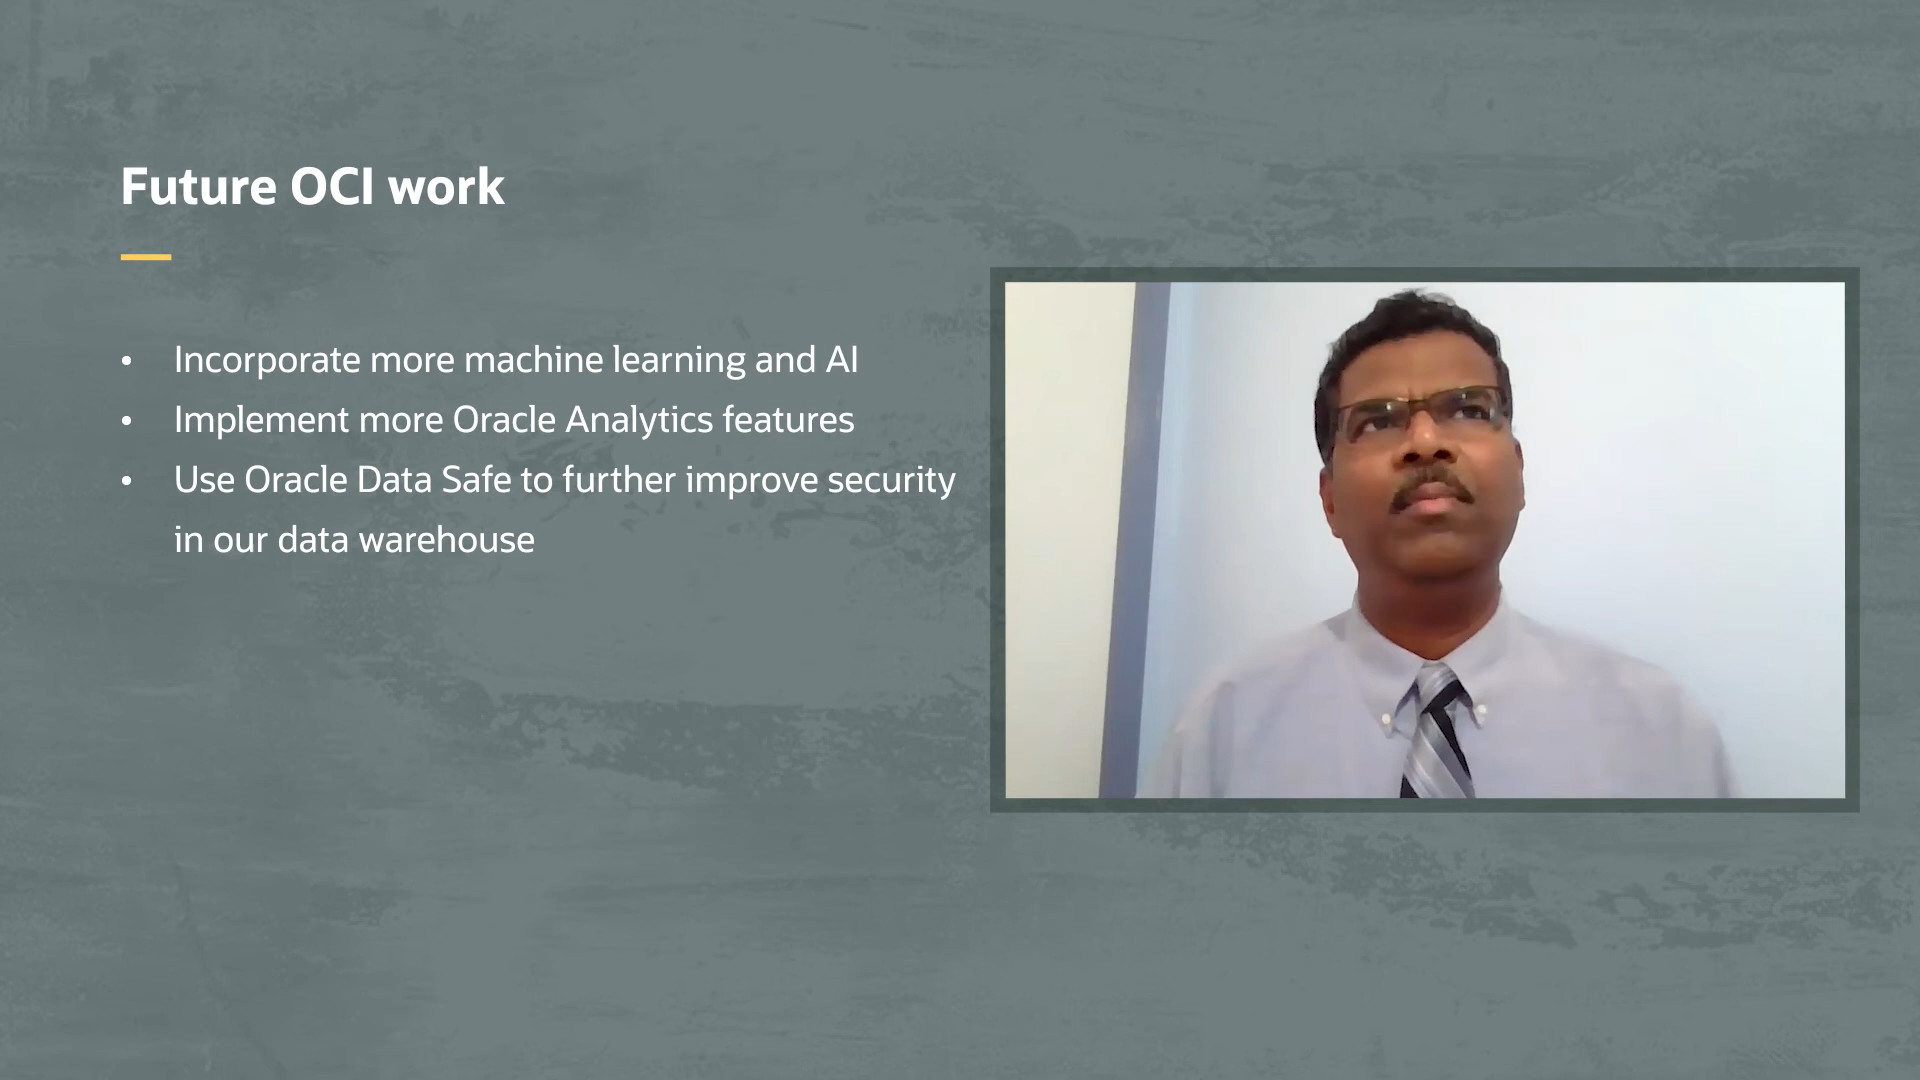 Future OCI work
• Incorporate more machine learning and AI
• Implement more Oracle Analytics features
• Use Oracle Data Safe to further improve security
in our data warehouse